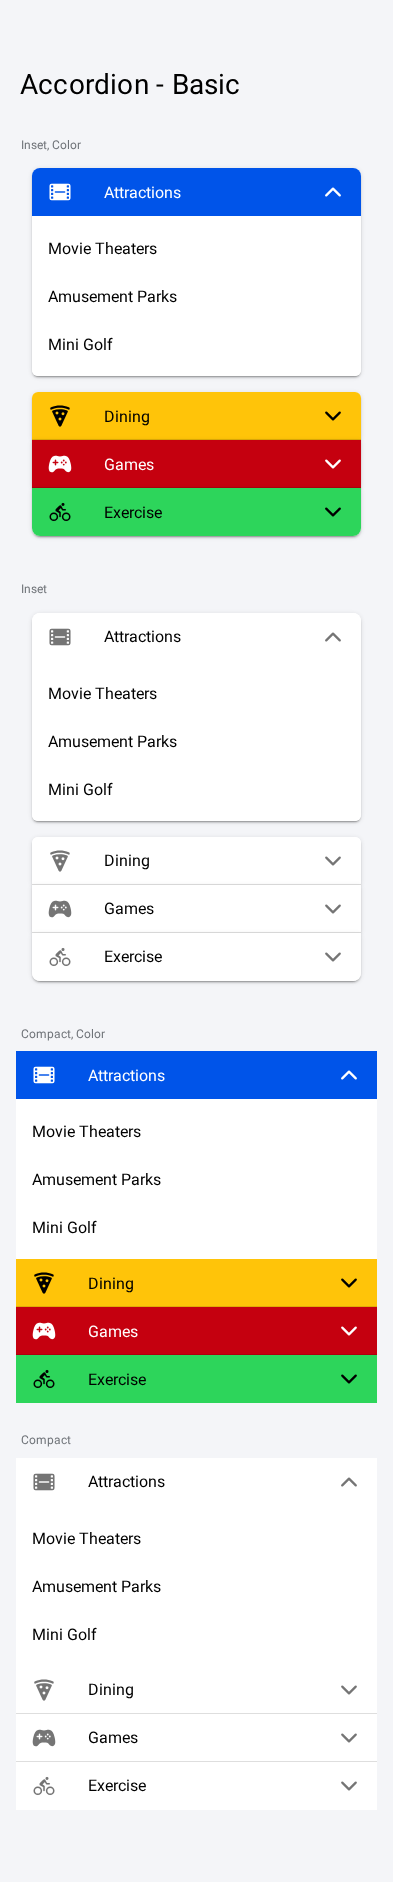 Accordion - Basic
Inset, Color
Attractions
Movie Theaters
Amusement Parks
Mini Golf
Dining
Games
Exercise
Inset
Attractions
Movie Theaters
Amusement Parks
Mini Golf
Dining
Games
Exercise
Compact, Color
Attractions
Movie Theaters
Amusement Parks
Mini Golf
Dining
Games
Exercise
Compact
Attractions
Movie Theaters
Amusement Parks
Mini Golf
Dining
Games
Exercise